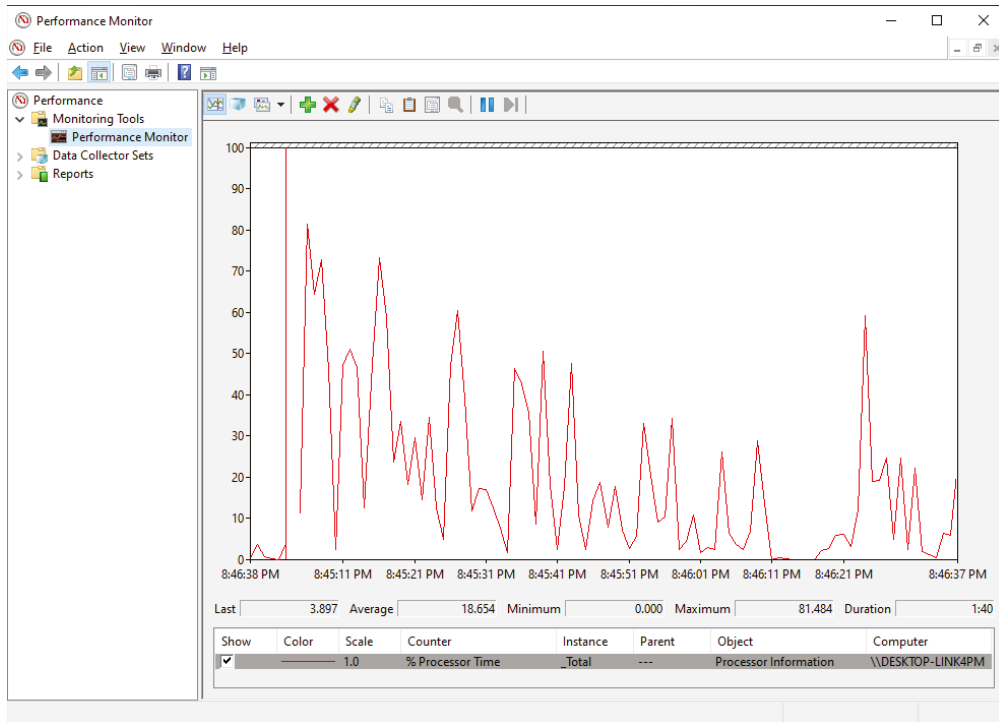 Performance Monitor
File Action View Window Help
Performance
Monitoring Tools
Performance Monitor
Data Collector Sets
Reports
100
90
80
70
60
50
40
30
20
10
0
8:46:38 PM 8:45:11 PM 8:45:21 PM 8:45:31 PM 8:45:41 PM 8:45:51 PM 8:46:01 PM 8:46:11 PM 8:46:21 PM 8:46:37 PM
Last 3.897 Average 18.654 Minimum 0.000 Maximum 81.484 Duration 1:40
Show Color Scale Counter Instance Parent Object Computer
1.0 % Processor Time _Total --- Processor Information \\DESKTOP-LINK4PM